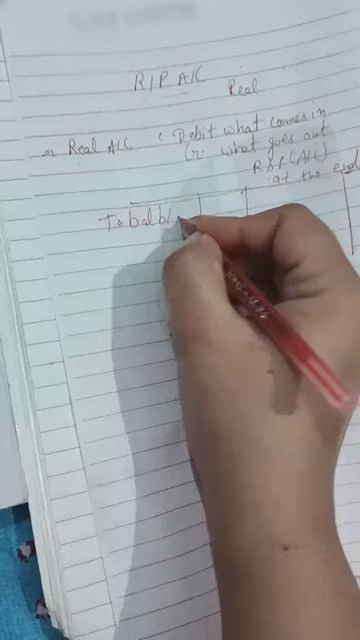 R/P A/C
Real
Real A/C : Debit what comes in
Cr. what goes out
(A/C)
at the end
To bal b/